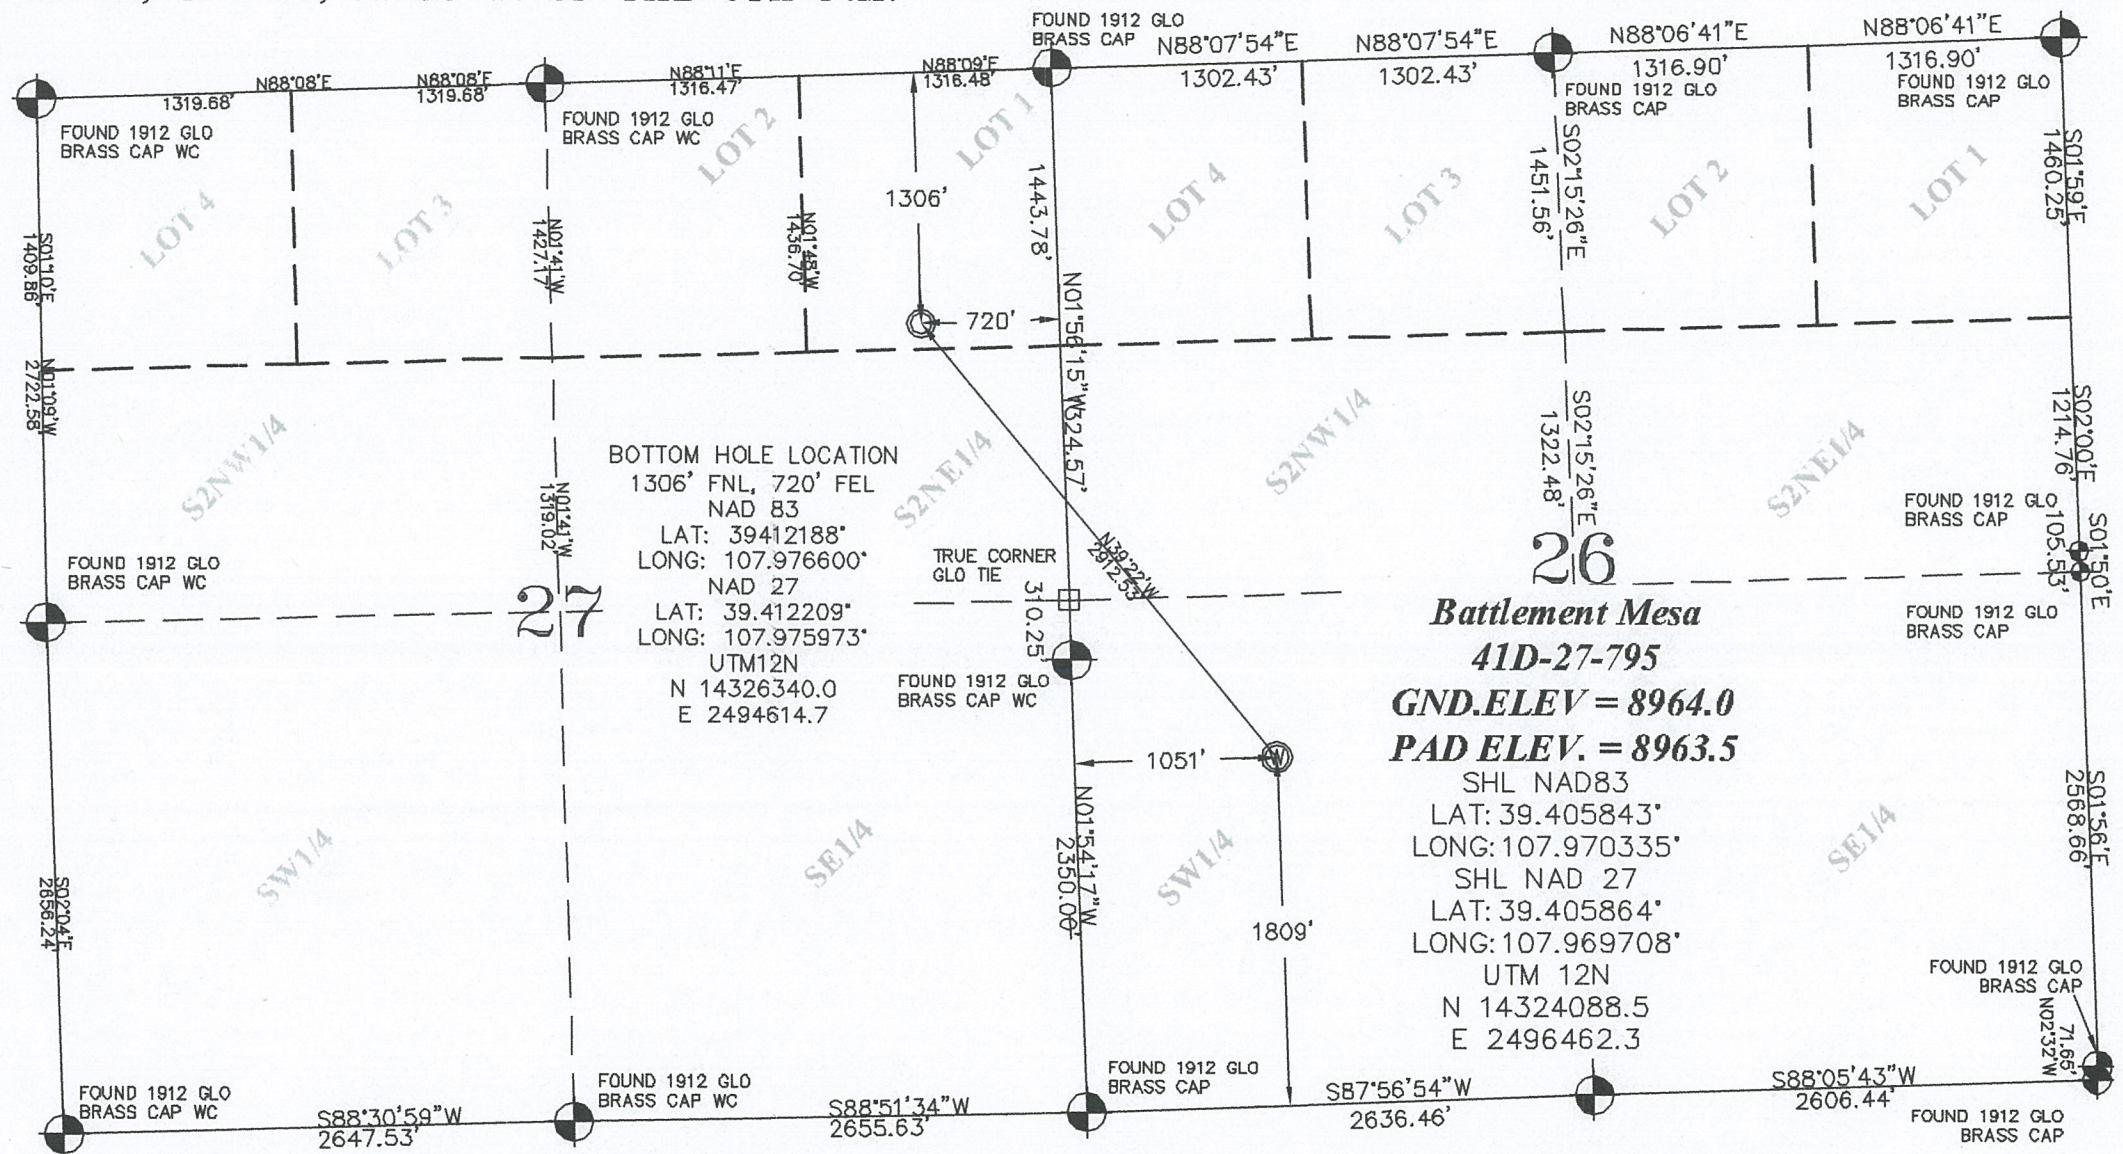 FOUND 1912 GLO
BRASS CAP
N88°08'E
1319.68'
N88°08'E
1319.68'
N88°11'E
1316.47'
N88°09'E
1316.48'
N88°07'54"E
1302.43'
N88°07'54"E
1302.43'
N88°06'41"E
1316.90'
N88°06'41"E
1316.90'
FOUND 1912 GLO
BRASS CAP WC
FOUND 1912 GLO
BRASS CAP WC
FOUND 1912 GLO
BRASS CAP
FOUND 1912 GLO
BRASS CAP
LOT 4
LOT 3
LOT 2
LOT 1
LOT 4
LOT 3
LOT 2
LOT 1
S01°10'E
1409.86'
N01°41'W
1427.17'
N01°48'W
1436.70'
1306'
1443.78'
S02°15'26"E
1451.56'
S01°59'E
1460.25'
720'
N01°56'15"W
1324.57'
N01°09'W
2722.58'
S2NW1/4
N01°41'W
1319.02'
S2NE1/4
S2NW1/4
S02°15'26"E
1322.48'
S2NE1/4
S02°00'E
1214.76'
BOTTOM HOLE LOCATION
1306' FNL, 720' FEL
NAD 83
LAT: 39412188°
LONG: 107.976600°
NAD 27
LAT: 39.412209°
LONG: 107.975973°
UTM12N
N 14326340.0
E 2494614.7
FOUND 1912 GLO
BRASS CAP WC
27
TRUE CORNER
GLO TIE
310.25'
N39°22'W
2912.53'
26
FOUND 1912 GLO
BRASS CAP
105.53'
S01°50'E
FOUND 1912 GLO
BRASS CAP
FOUND 1912 GLO
BRASS CAP WC
Battlement Mesa
41D-27-795
GND.ELEV = 8964.0
PAD ELEV. = 8963.5
SHL NAD83
LAT: 39.405843°
LONG: 107.970335°
SHL NAD 27
LAT: 39.405864°
LONG: 107.969708°
UTM 12N
N 14324088.5
E 2496462.3
1051'
W
N01°54'17"W
2350.00'
1809'
S02°04'E
2656.24'
SW1/4
SE1/4
SW1/4
SE1/4
S01°56'E
2568.66'
FOUND 1912 GLO
BRASS CAP
N02°32'W
71.65'
FOUND 1912 GLO
BRASS CAP WC
S88°30'59"W
2647.53'
FOUND 1912 GLO
BRASS CAP WC
S88°51'34"W
2655.63'
FOUND 1912 GLO
BRASS CAP
S87°56'54"W
2636.46'
S88°05'43"W
2606.44'
FOUND 1912 GLO
BRASS CAP